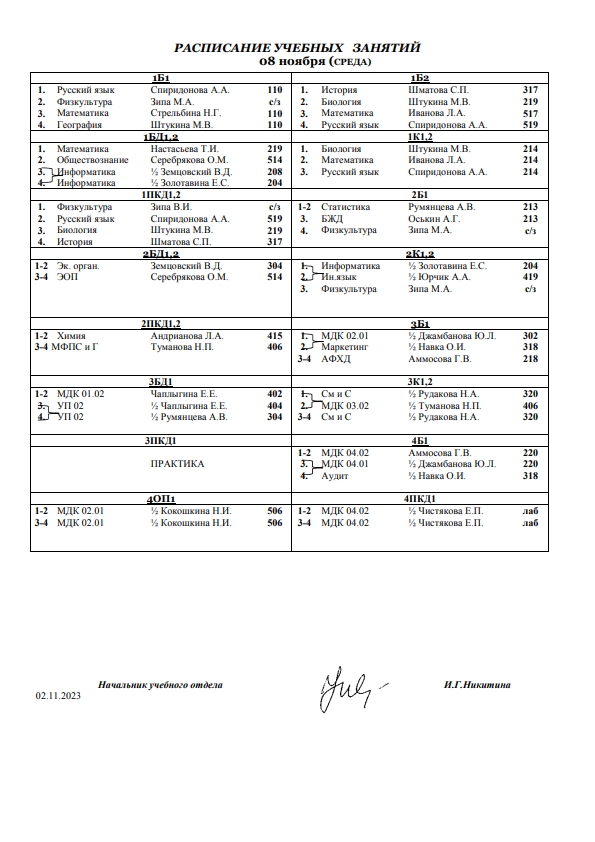 РАСПИСАНИЕ УЧЕБНЫХ ЗАНЯТИЙ
08 ноября (СРЕДА)
1Б1
1. Русский язык Спиридонова А.А. 110
2. Физкультура Зипа М.А. с/з
3. Математика Стрельбина Н.Г. 110
4. География Штукина М.В. 110
1Б2
1. История Шматова С.П. 317
2. Биология Штукина М.В. 219
3. Математика Иванова Л.А. 517
4. Русский язык Спиридонова А.А. 519
1БД1,2
1. Математика Настасьева Т.И. 219
2. Обществознание Серебрякова О.М. 514
3. Информатика ½ Земцовский В.Д. 208
4. Информатика ½ Золотавина Е.С. 204
1К1,2
1. Биология Штукина М.В. 214
2. Математика Иванова Л.А. 214
3. Русский язык Спиридонова А.А. 214
1ПКД1,2
1. Физкультура Зипа В.И. с/з
2. Русский язык Спиридонова А.А. 519
3. Биология Штукина М.В. 219
4. История Шматова С.П. 317
2Б1
1-2 Статистика Румянцева А.В. 213
3. БЖД Оськин А.Г. 213
4. Физкультура Зипа М.А. с/з
2БД1,2
1-2 Эк. орган. Земцовский В.Д. 304
3-4 ЭОП Серебрякова О.М. 514
2К1,2
1. Информатика ½ Золотавина Е.С. 204
2. Ин.язык ½ Юрчик А.А. 419
3. Физкультура Зипа М.А. с/з
2ПКД1,2
1-2 Химия Андрианова Л.А. 415
3-4 МФПС и Г Туманова Н.П. 406
3Б1
1. МДК 02.01 ½ Джамбанова Ю.Л. 302
2. Маркетинг ½ Навка О.И. 318
3-4 АФХД Аммосова Г.В. 218
3БД1
1-2 МДК 01.02 Чаплыгина Е.Е. 402
3. УП 02 ½ Чаплыгина Е.Е. 404
4. УП 02 ½ Румянцева А.В. 304
3К1,2
1. См и С ½ Рудакова Н.А. 320
2. МДК 03.02 ½ Туманова Н.П. 406
3-4 См и С ½ Рудакова Н.А. 320
3ПКД1
ПРАКТИКА
4Б1
1-2 МДК 04.02 Аммосова Г.В. 220
3. МДК 04.01 ½ Джамбанова Ю.Л. 220
4. Аудит ½ Навка О.И. 318
4ОП1
1-2 МДК 02.01 ½ Кокошкина Н.И. 506
3-4 МДК 02.01 ½ Кокошкина Н.И. 506
4ПКД1
1-2 МДК 04.02 ½ Чистякова Е.П. лаб
3-4 МДК 04.02 ½ Чистякова Е.П. лаб
Начальник учебного отдела И.Г.Никитина
02.11.2023